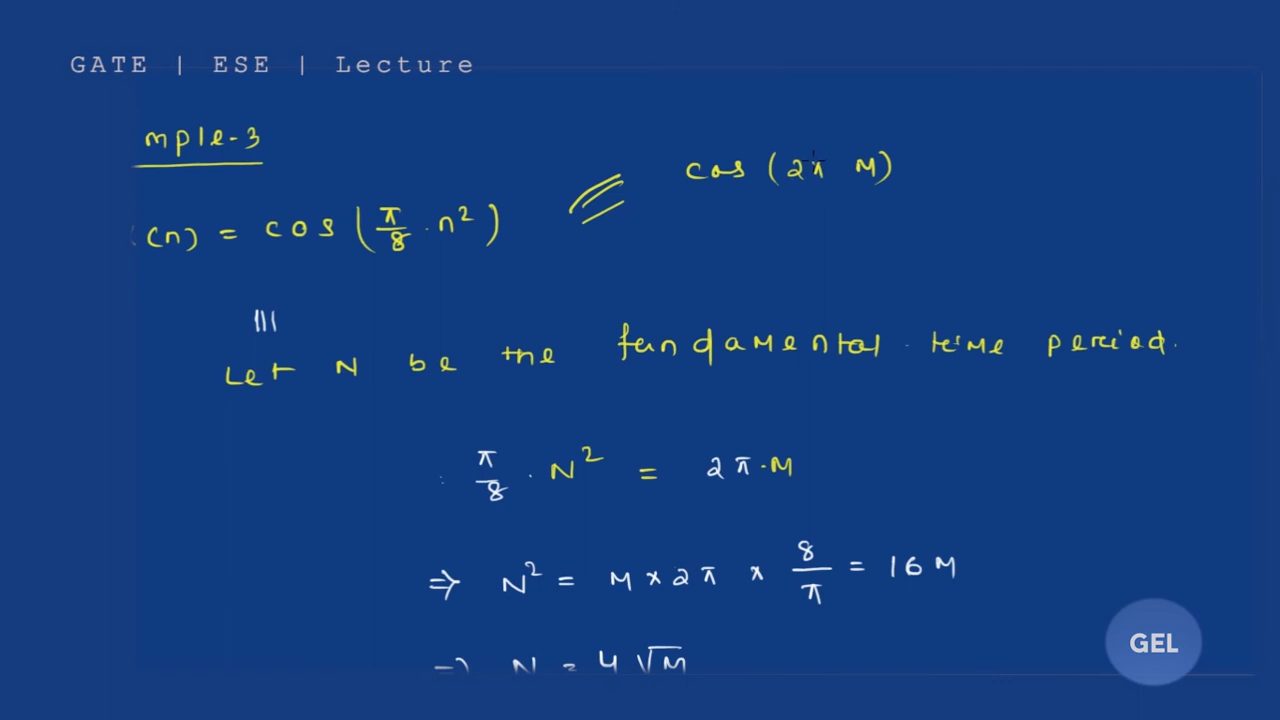 GATE | ESE | Lecture
mple-3
cos (2π M)
(n) = cos (π/8 · n²)
Let N be the fundamental time period.
π/8 · N² = 2π · M
⇒ N² = M × 2π × 8/π = 16 M
⇒ N = 4 √M
GEL